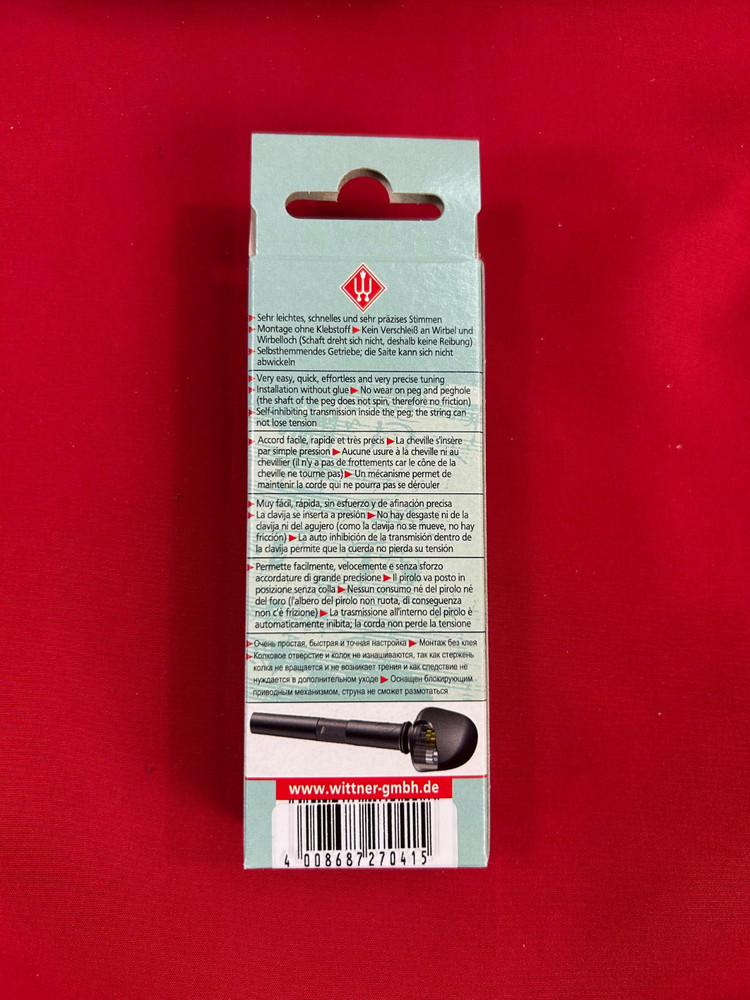 ▶ Sehr leichtes, schnelles und sehr präzises Stimmen
▶ Montage ohne Klebstoff ▶ Kein Verschleiß an Wirbel und
Wirbelloch (Schaft dreht sich nicht, deshalb keine Reibung)
▶ Selbsthemmendes Getriebe; die Saite kann sich nicht
abwickeln
▶ Very easy, quick, effortless and very precise tuning
▶ Installation without glue ▶ No wear on peg and peghole
(the shaft of the peg does not spin, therefore no friction)
▶ Self-inhibiting transmission inside the peg; the string can
not lose tension
▶ Accord facile, rapide et très précis ▶ La cheville s'insère
par simple pression ▶ Aucune usure à la cheville ni au
chevillier (il n'y a pas de frottements car le cône de la
cheville ne tourne pas) ▶ Un mécanisme permet de
maintenir la corde qui ne pourra pas se dérouler
▶ Muy fácil, rápida, sin esfuerzo y de afinación precisa
▶ La clavija se inserta a presión ▶ No hay desgaste ni de la
clavija ni del agujero (como la clavija no se mueve, no hay
fricción) ▶ La auto inhibición de la transmisión dentro de
la clavija permite que la cuerda no pierda su tensión
▶ Permette facilmente, velocemente e senza sforzo
accordature di grande precisione ▶ Il pirolo va posto in
posizione senza colla ▶ Nessun consumo né del pirolo né
del foro (l'albero del pirolo non ruota, di conseguenza
non c'è frizione) ▶ La trasmissione all'interno del pirolo è
automaticamente inibita; la corda non perde la tensione
▶ Очень простая, быстрая и точная настройка ▶ Монтаж без клея
▶ Колковое отверстие и колок не изнашиваются, так как стержень
колка не вращается и не возникает трения и как следствие не
нуждается в дополнительном уходе ▶ Оснащен блокирующим
приводным механизмом, струна не сможет размотаться
www.wittner-gmbh.de
4 008687 270415